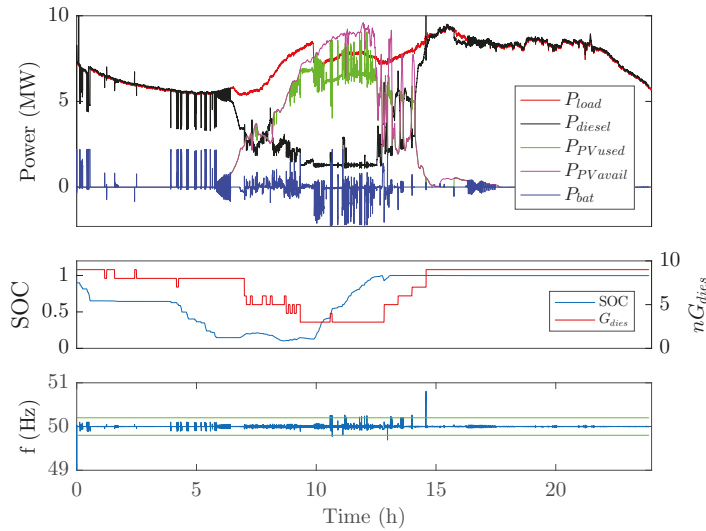 10
5
0
Power (MW)
P_load
P_diesel
P_PVused
P_PVavail
P_bat
1
0.5
0
SOC
10
5
0
nG_dies
SOC
G_dies
51
50
49
f (Hz)
0 5 10 15 20
Time (h)